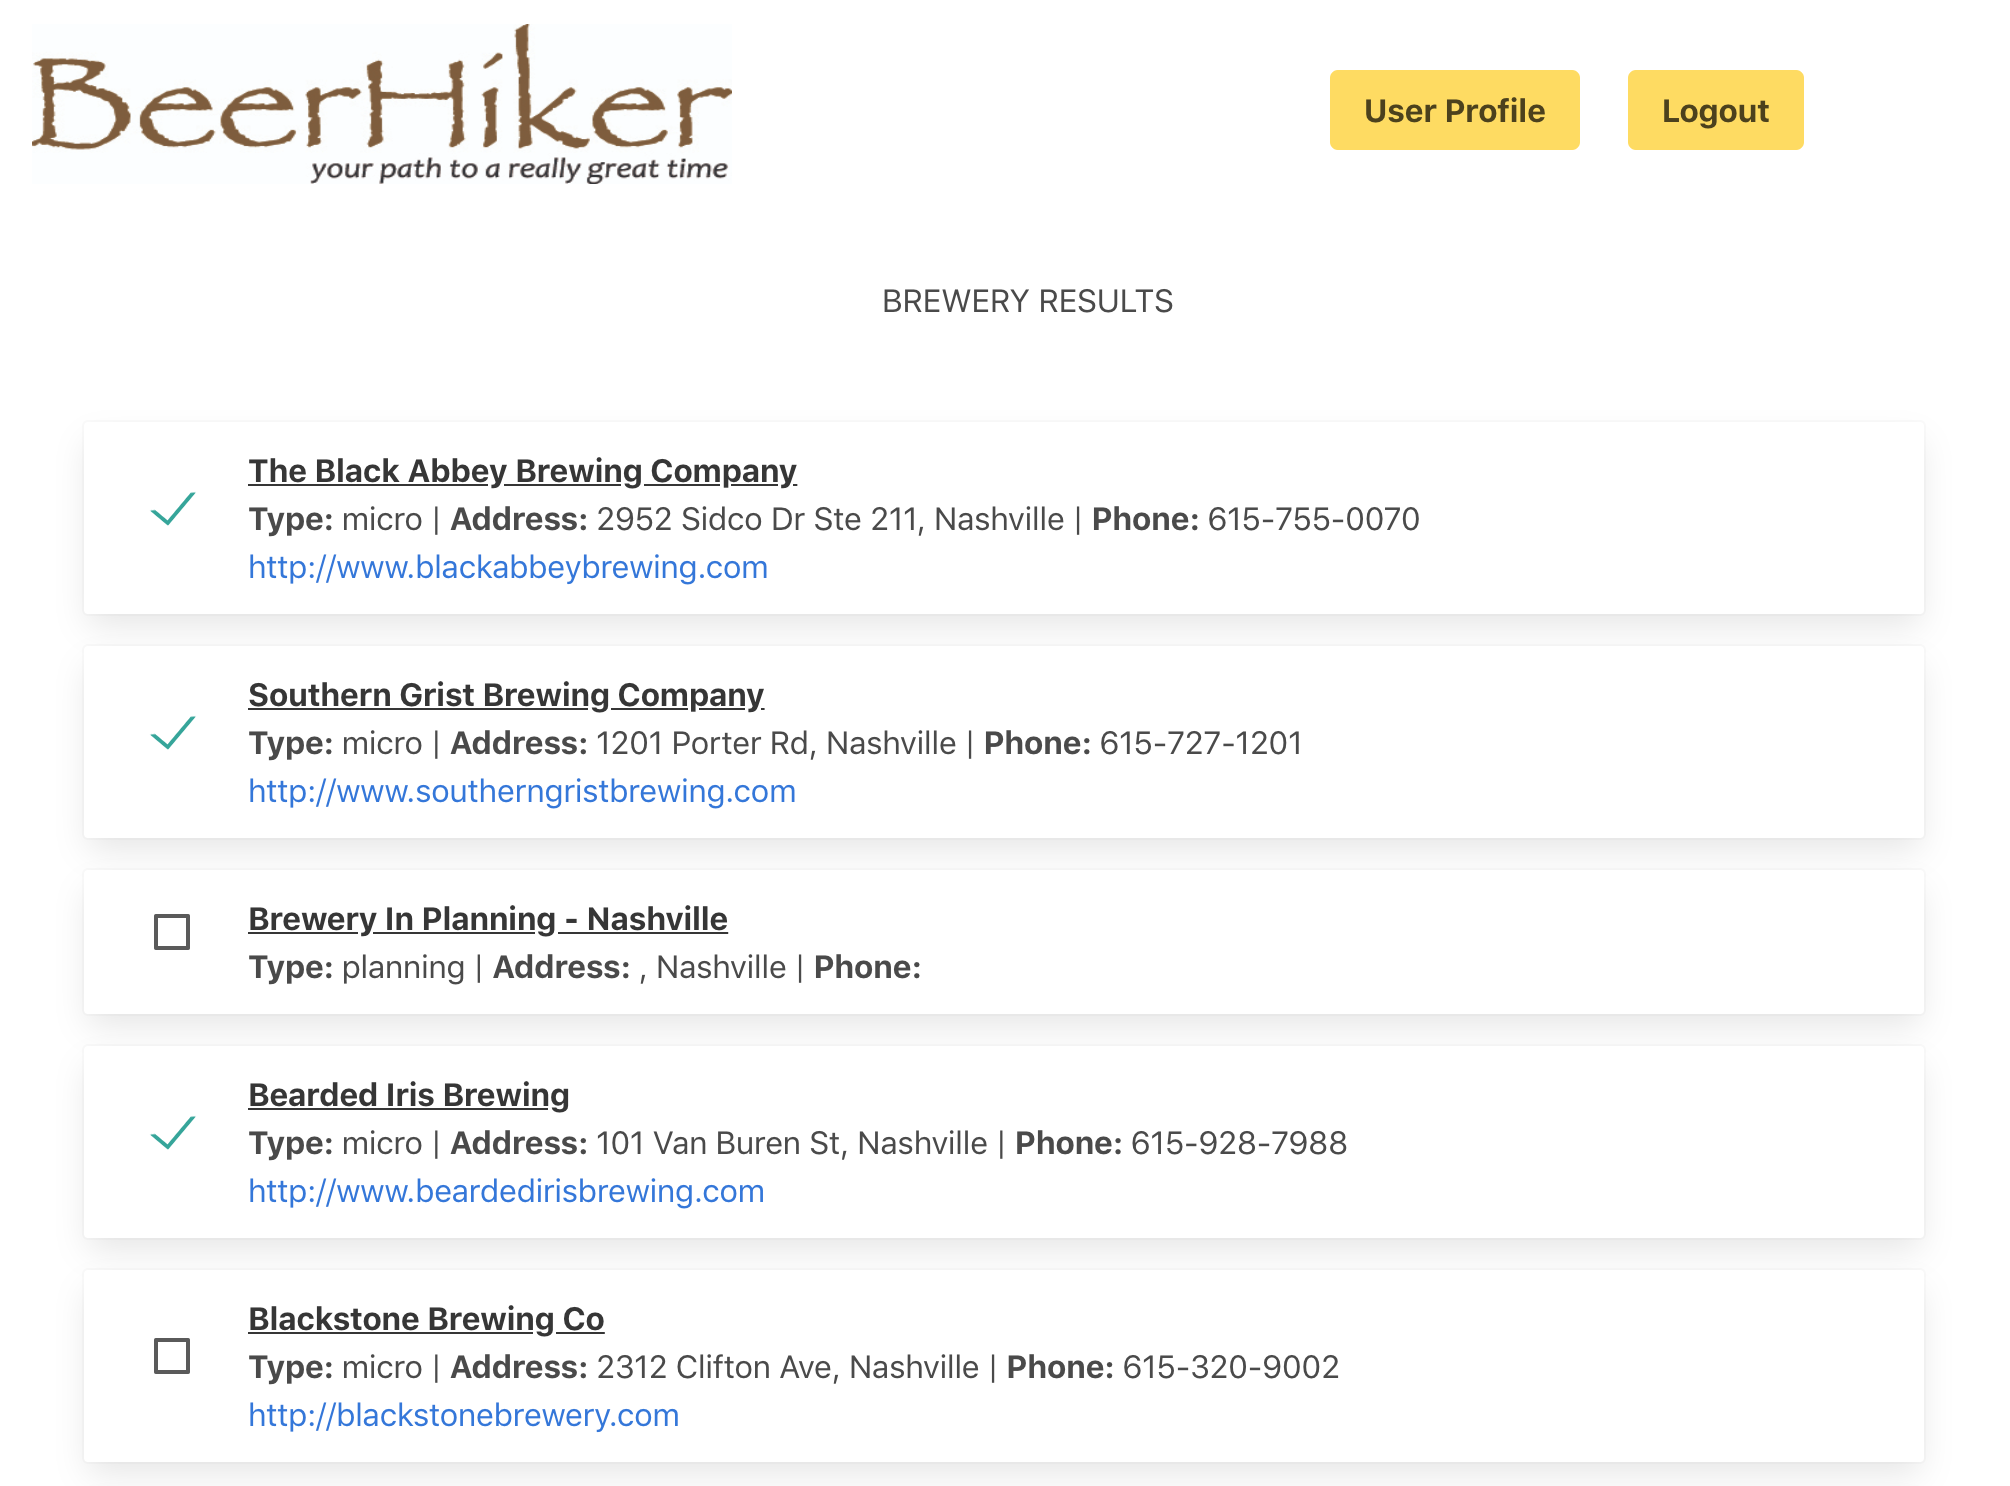 BeerHiker
your path to a really great time
User Profile
Logout
BREWERY RESULTS
The Black Abbey Brewing Company
Type: micro | Address: 2952 Sidco Dr Ste 211, Nashville | Phone: 615-755-0070
http://www.blackabbeybrewing.com
Southern Grist Brewing Company
Type: micro | Address: 1201 Porter Rd, Nashville | Phone: 615-727-1201
http://www.southerngristbrewing.com
Brewery In Planning - Nashville
Type: planning | Address: , Nashville | Phone:
Bearded Iris Brewing
Type: micro | Address: 101 Van Buren St, Nashville | Phone: 615-928-7988
http://www.beardedirisbrewing.com
Blackstone Brewing Co
Type: micro | Address: 2312 Clifton Ave, Nashville | Phone: 615-320-9002
http://blackstonebrewery.com